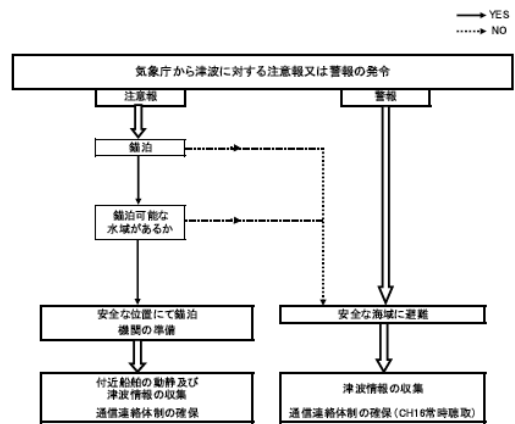 YES
NO
気象庁から津波に対する注意報又は警報の発令
注意報
警報
錨泊
錨泊可能な
水域があるか
安全な位置にて錨泊
機関の準備
安全な海域に避難
付近船舶の動静及び
津波情報の収集
通信連絡体制の確保
津波情報の収集
通信連絡体制の確保(CH16常時聴取)